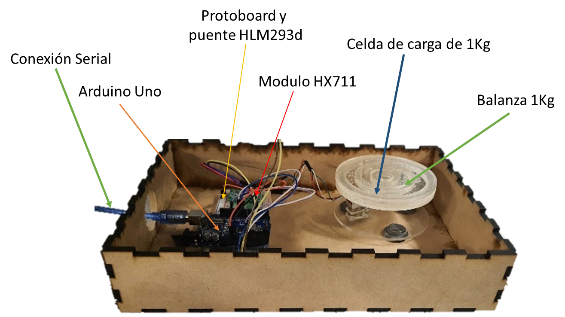 Protoboard y
puente HLM293d
Celda de carga de 1Kg
Conexión Serial
Modulo HX711
Arduino Uno
Balanza 1Kg